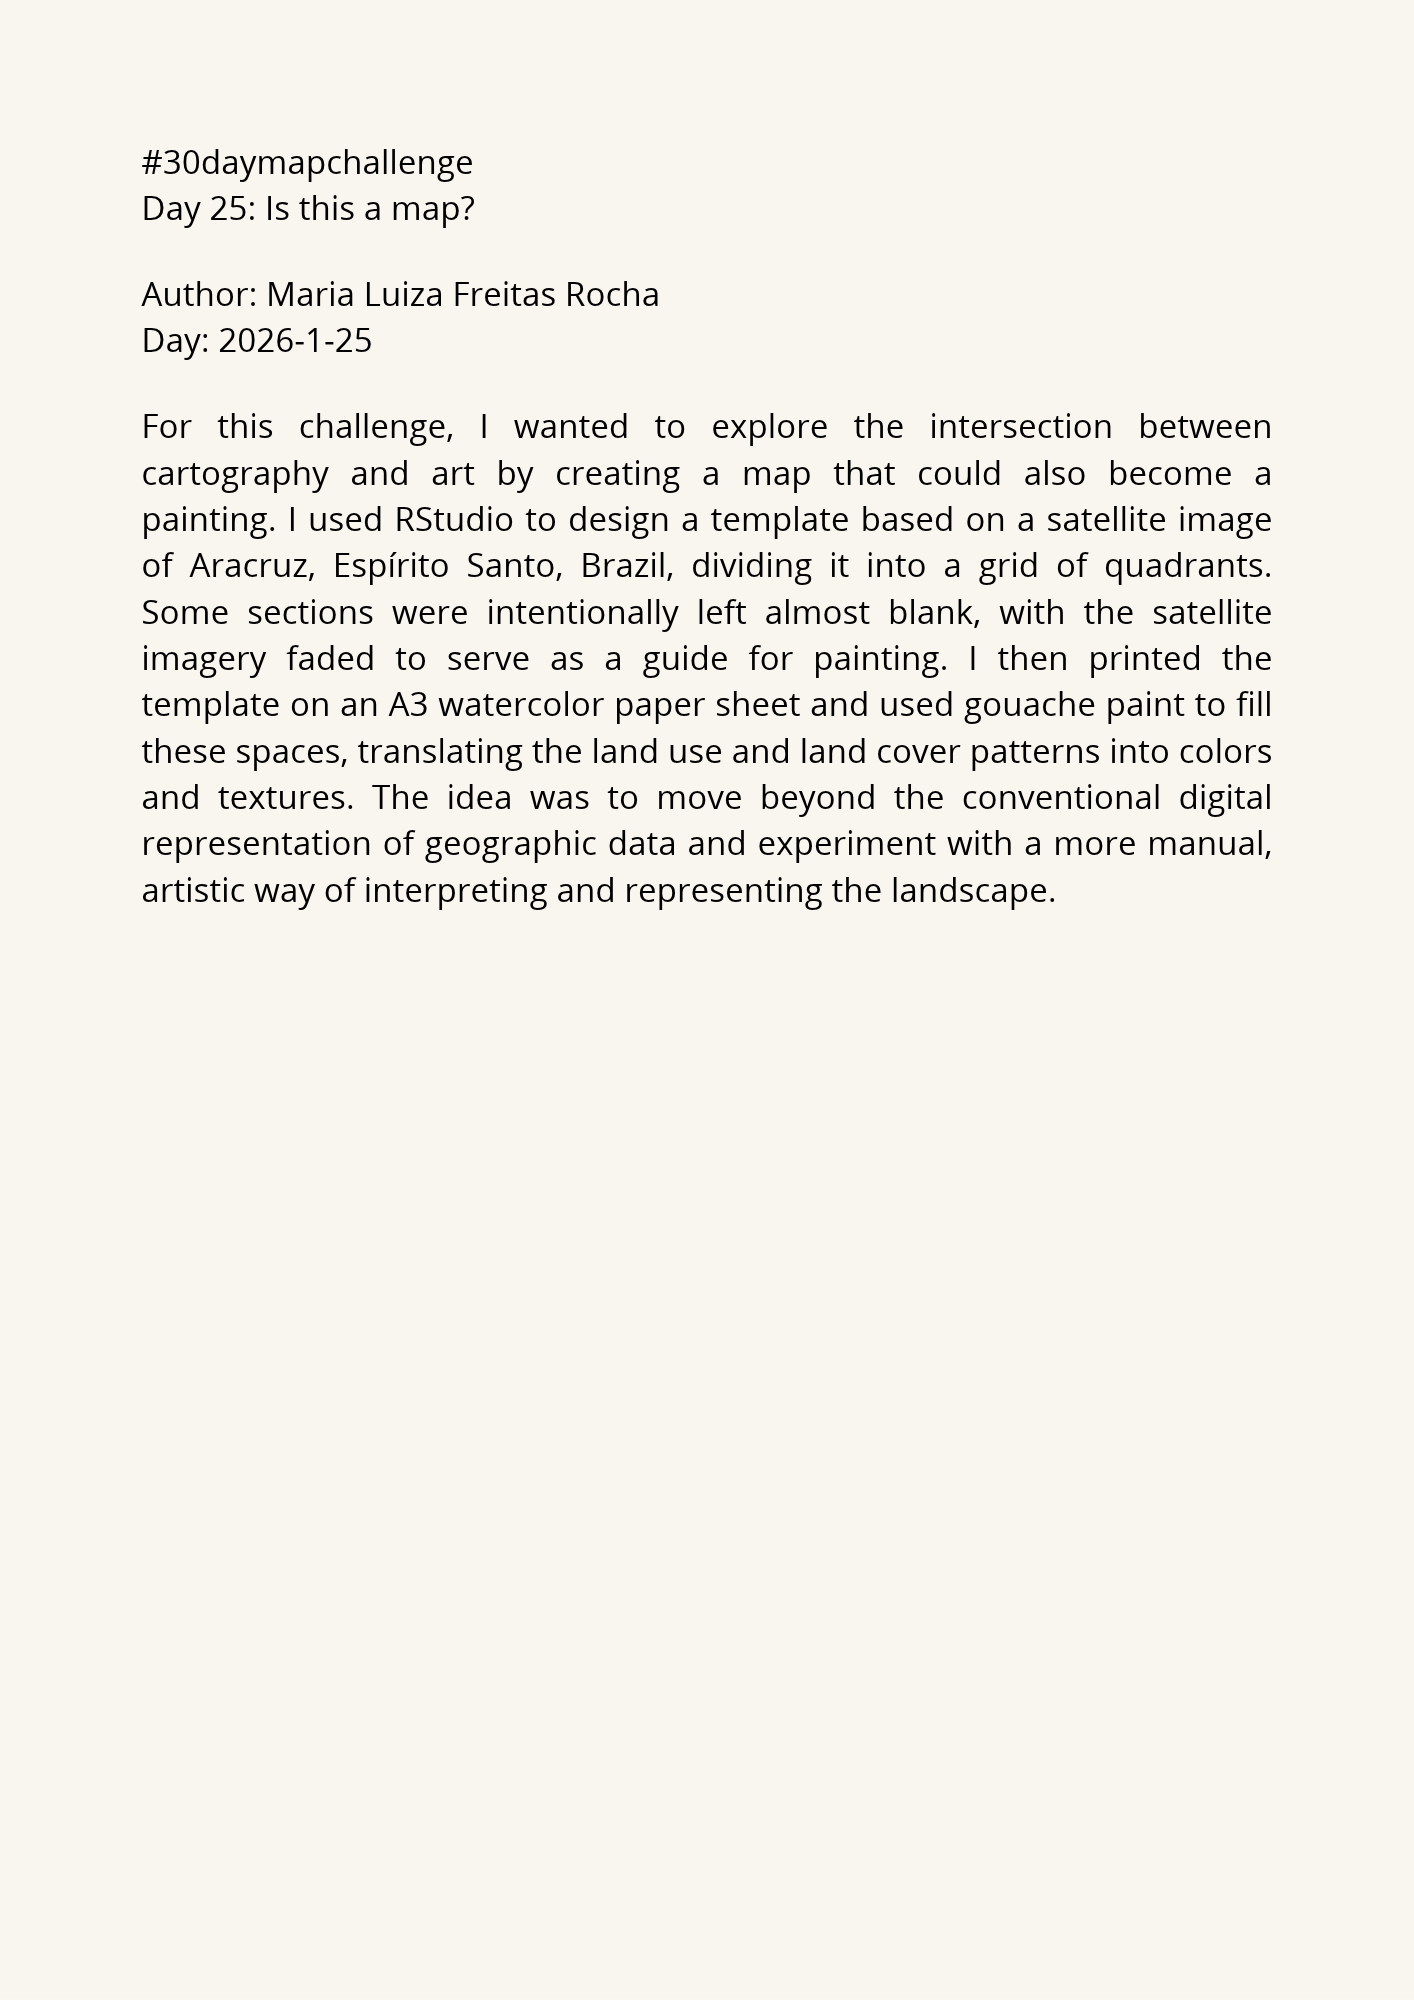 #30daymapchallenge
Day 25: Is this a map?
Author: Maria Luiza Freitas Rocha
Day: 2026-1-25
For this challenge, I wanted to explore the intersection between
cartography and art by creating a map that could also become a
painting. I used RStudio to design a template based on a satellite image
of Aracruz, Espírito Santo, Brazil, dividing it into a grid of quadrants.
Some sections were intentionally left almost blank, with the satellite
imagery faded to serve as a guide for painting. I then printed the
template on an A3 watercolor paper sheet and used gouache paint to fill
these spaces, translating the land use and land cover patterns into colors
and textures. The idea was to move beyond the conventional digital
representation of geographic data and experiment with a more manual,
artistic way of interpreting and representing the landscape.